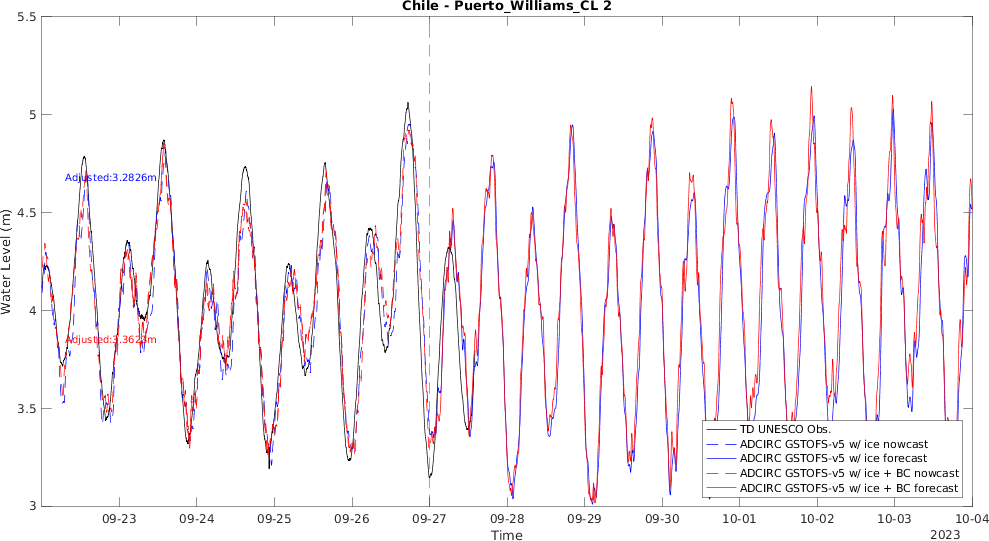 Chile - Puerto_Williams_CL 2
Water Level (m)
5.5
5
4.5
4
3.5
3
Adjusted:3.2826m
Adjusted:3.3623m
TD UNESCO Obs.
ADCIRC GSTOFS-v5 w/ ice nowcast
ADCIRC GSTOFS-v5 w/ ice forecast
ADCIRC GSTOFS-v5 w/ ice + BC nowcast
ADCIRC GSTOFS-v5 w/ ice + BC forecast
09-23 09-24 09-25 09-26 09-27 09-28 09-29 09-30 10-01 10-02 10-03 10-04
Time
2023